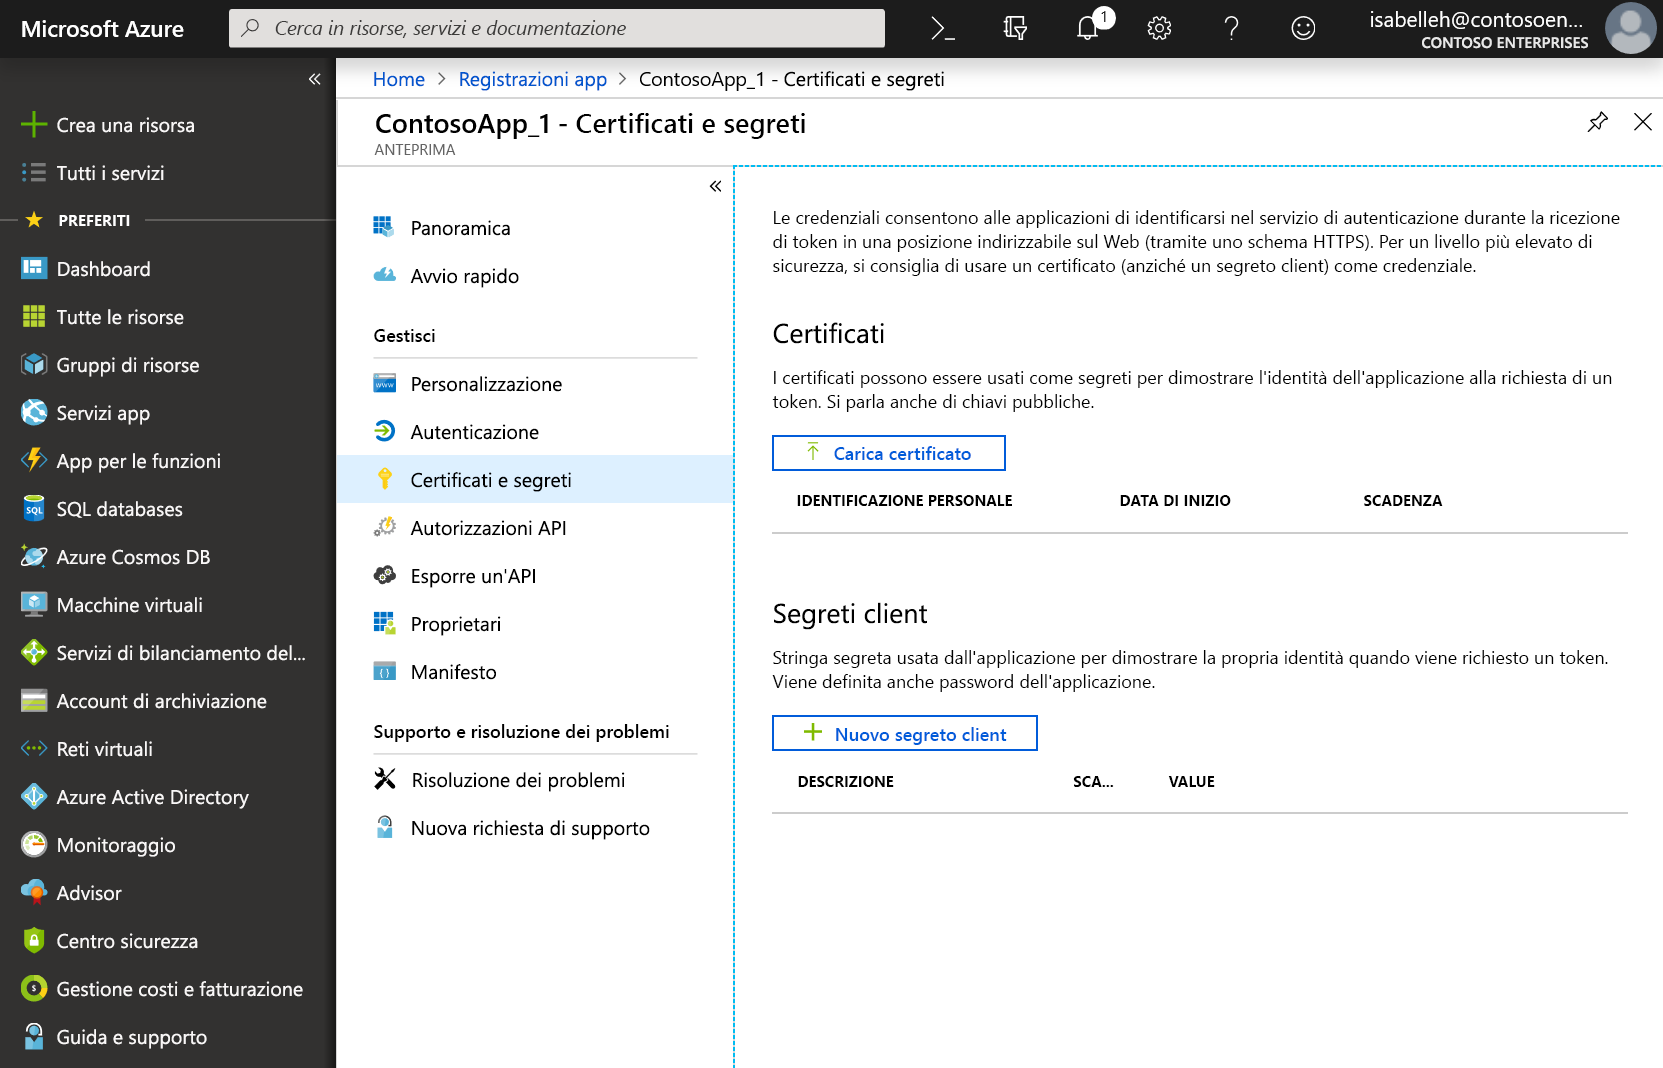 Microsoft Azure
Cerca in risorse, servizi e documentazione
1
isabelleh@contosoen...
CONTOSO ENTERPRISES
Crea una risorsa
Tutti i servizi
PREFERITI
Dashboard
Tutte le risorse
Gruppi di risorse
Servizi app
App per le funzioni
SQL databases
Azure Cosmos DB
Macchine virtuali
Servizi di bilanciamento del...
Account di archiviazione
Reti virtuali
Azure Active Directory
Monitoraggio
Advisor
Centro sicurezza
Gestione costi e fatturazione
Guida e supporto
Home > Registrazioni app > ContosoApp_1 - Certificati e segreti
ContosoApp_1 - Certificati e segreti
ANTEPRIMA
Panoramica
Avvio rapido
Gestisci
Personalizzazione
Autenticazione
Certificati e segreti
Autorizzazioni API
Esporre un'API
Proprietari
Manifesto
Supporto e risoluzione dei problemi
Risoluzione dei problemi
Nuova richiesta di supporto
Le credenziali consentono alle applicazioni di identificarsi nel servizio di autenticazione durante la ricezione
di token in una posizione indirizzabile sul Web (tramite uno schema HTTPS). Per un livello più elevato di
sicurezza, si consiglia di usare un certificato (anziché un segreto client) come credenziale.
Certificati
I certificati possono essere usati come segreti per dimostrare l'identità dell'applicazione alla richiesta di un
token. Si parla anche di chiavi pubbliche.
Carica certificato
IDENTIFICAZIONE PERSONALE DATA DI INIZIO SCADENZA
Segreti client
Stringa segreta usata dall'applicazione per dimostrare la propria identità quando viene richiesto un token.
Viene definita anche password dell'applicazione.
Nuovo segreto client
DESCRIZIONE SCA... VALUE